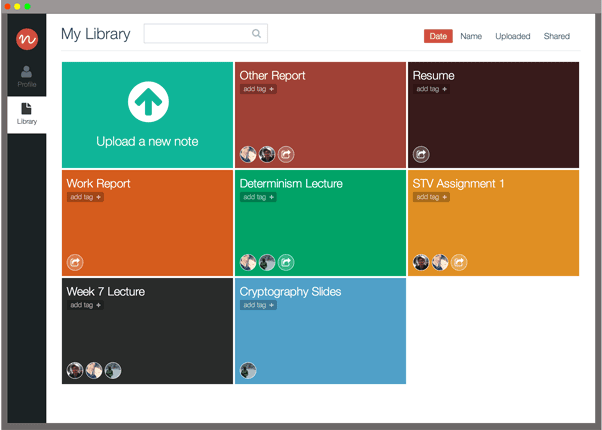 My Library
Date Name Uploaded Shared
Profile
Library
Upload a new note
Other Report
add tag +
Resume
add tag +
Work Report
add tag +
Determinism Lecture
add tag +
STV Assignment 1
add tag +
Week 7 Lecture
add tag +
Cryptography Slides
add tag +